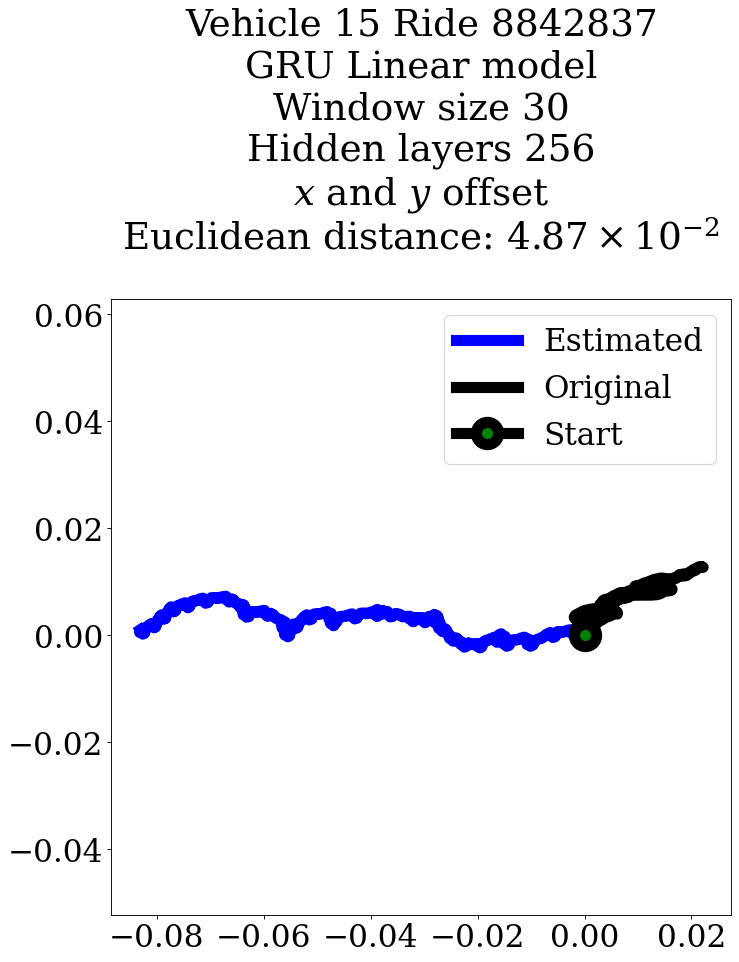 Vehicle 15 Ride 8842837
GRU Linear model
Window size 30
Hidden layers 256
x and y offset
Euclidean distance: 4.87 × 10⁻²
Estimated
Original
Start
0.06
0.04
0.02
0.00
−0.02
−0.04
−0.08 −0.06 −0.04 −0.02 0.00 0.02